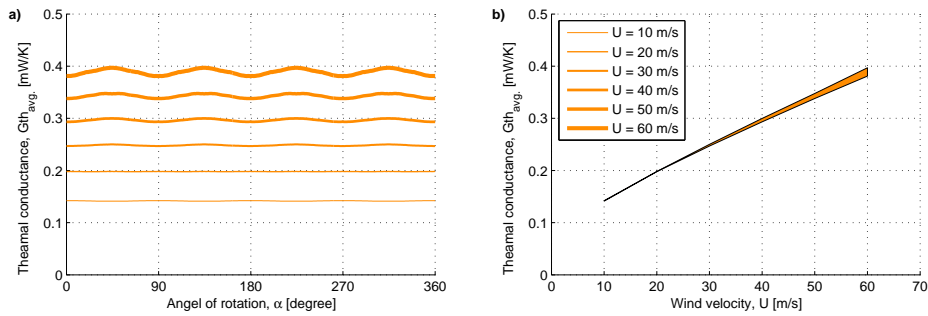 a)
Theamal conductance, Gth_avg. [mW/K]
0.5
0.4
0.3
0.2
0.1
0
0 90 180 270 360
Angel of rotation, α [degree]
b)
Theamal conductance, Gth_avg. [mW/K]
0.5
0.4
0.3
0.2
0.1
0
0 10 20 30 40 50 60 70
Wind velocity, U [m/s]
U = 10 m/s
U = 20 m/s
U = 30 m/s
U = 40 m/s
U = 50 m/s
U = 60 m/s